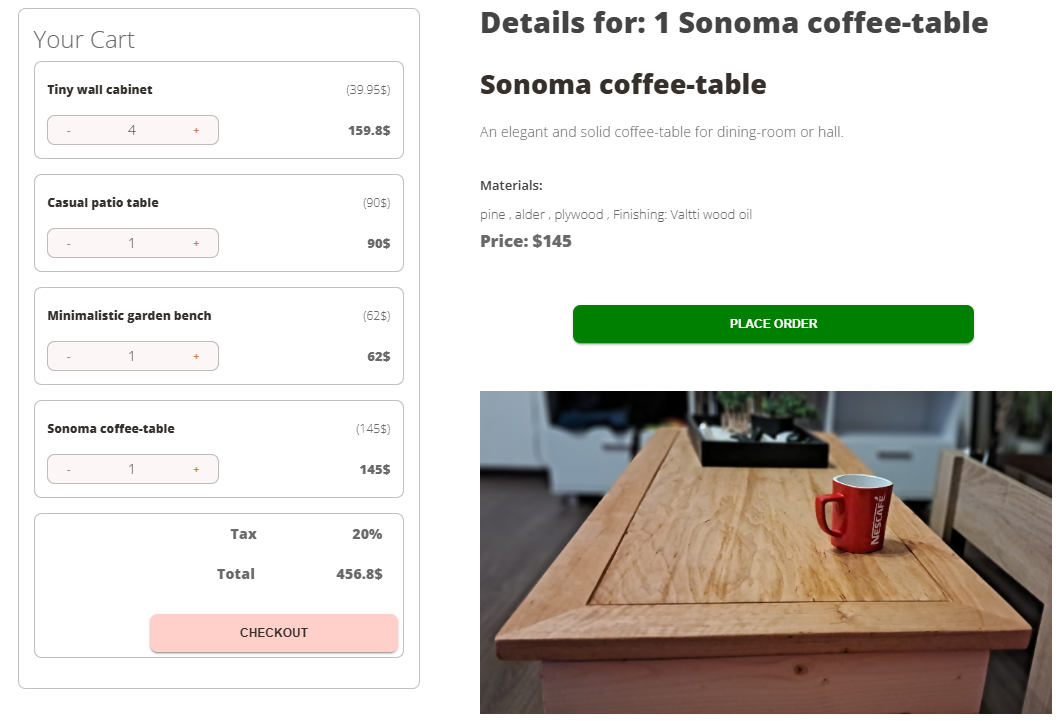 Your Cart
Tiny wall cabinet (39.95$)
- 4 + 159.8$
Casual patio table (90$)
- 1 + 90$
Minimalistic garden bench (62$)
- 1 + 62$
Sonoma coffee-table (145$)
- 1 + 145$
Tax 20%
Total 456.8$
CHECKOUT
Details for: 1 Sonoma coffee-table
Sonoma coffee-table
An elegant and solid coffee-table for dining-room or hall.
Materials:
pine , alder , plywood , Finishing: Valtti wood oil
Price: $145
PLACE ORDER
NESCAFÉ